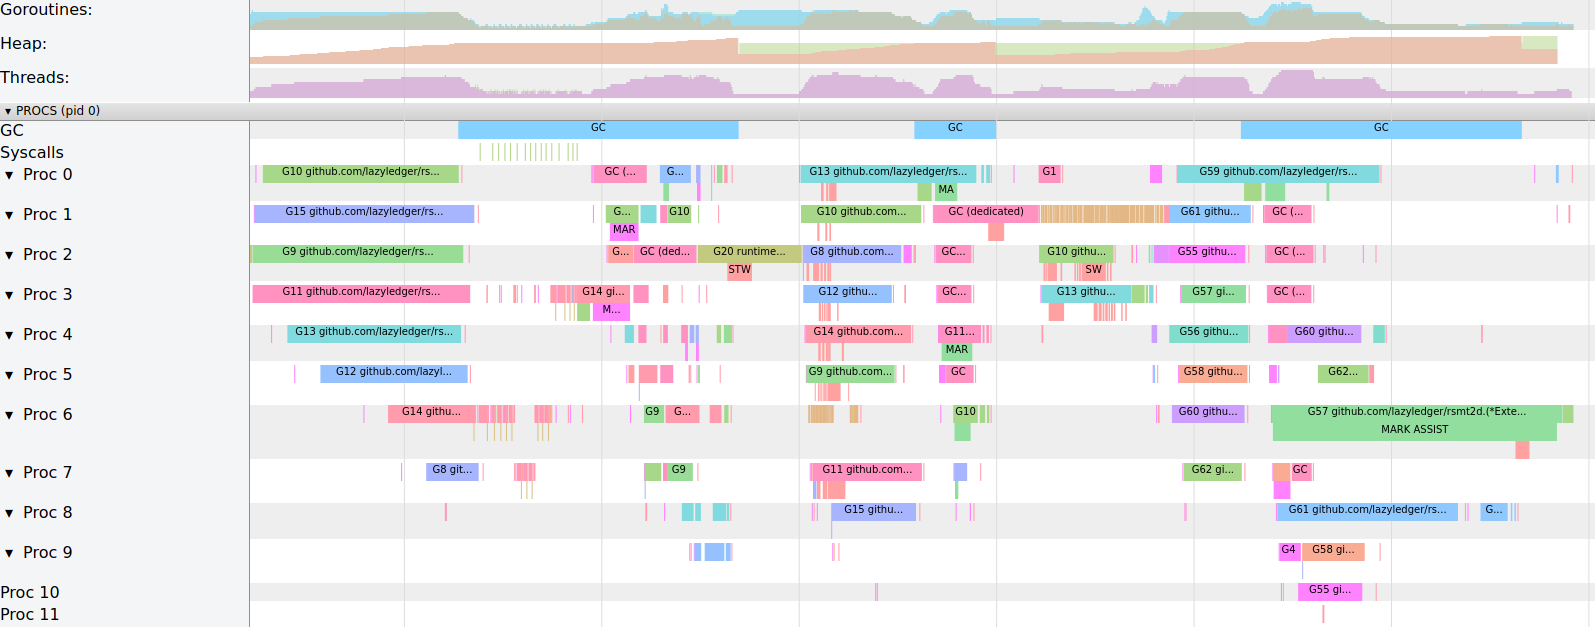 Goroutines:
Heap:
Threads:
▾ PROCS (pid 0)
GC GC GC GC
Syscalls
▾ Proc 0 G10 github.com/lazyledger/rs... GC (... G... G13 github.com/lazyledger/rs... G1 G59 github.com/lazyledger/rs...
MA
▾ Proc 1 G15 github.com/lazyledger/rs... G... G10 G10 github.com... GC (dedicated) G61 githu... GC (...
MAR
▾ Proc 2 G9 github.com/lazyledger/rs... G... GC (ded... G20 runtime... G8 github.com... GC... G10 githu... G55 githu... GC (...
STW SW
▾ Proc 3 G11 github.com/lazyledger/rs... G14 gi... G12 githu... GC... G13 githu... G57 gi... GC (...
M...
▾ Proc 4 G13 github.com/lazyledger/rs... G14 github.com... G11... G56 githu... G60 githu...
MAR
▾ Proc 5 G12 github.com/lazyl... G9 github.com... GC G58 githu... G62...
▾ Proc 6 G14 githu... G9 G... G10 G60 githu... G57 github.com/lazyledger/rsmt2d.(*Exte...
MARK ASSIST
▾ Proc 7 G8 git... G9 G11 github.com... G62 gi... GC
▾ Proc 8 G15 githu... G61 github.com/lazyledger/rs... G...
▾ Proc 9 G4 G58 gi...
Proc 10 G55 gi...
Proc 11